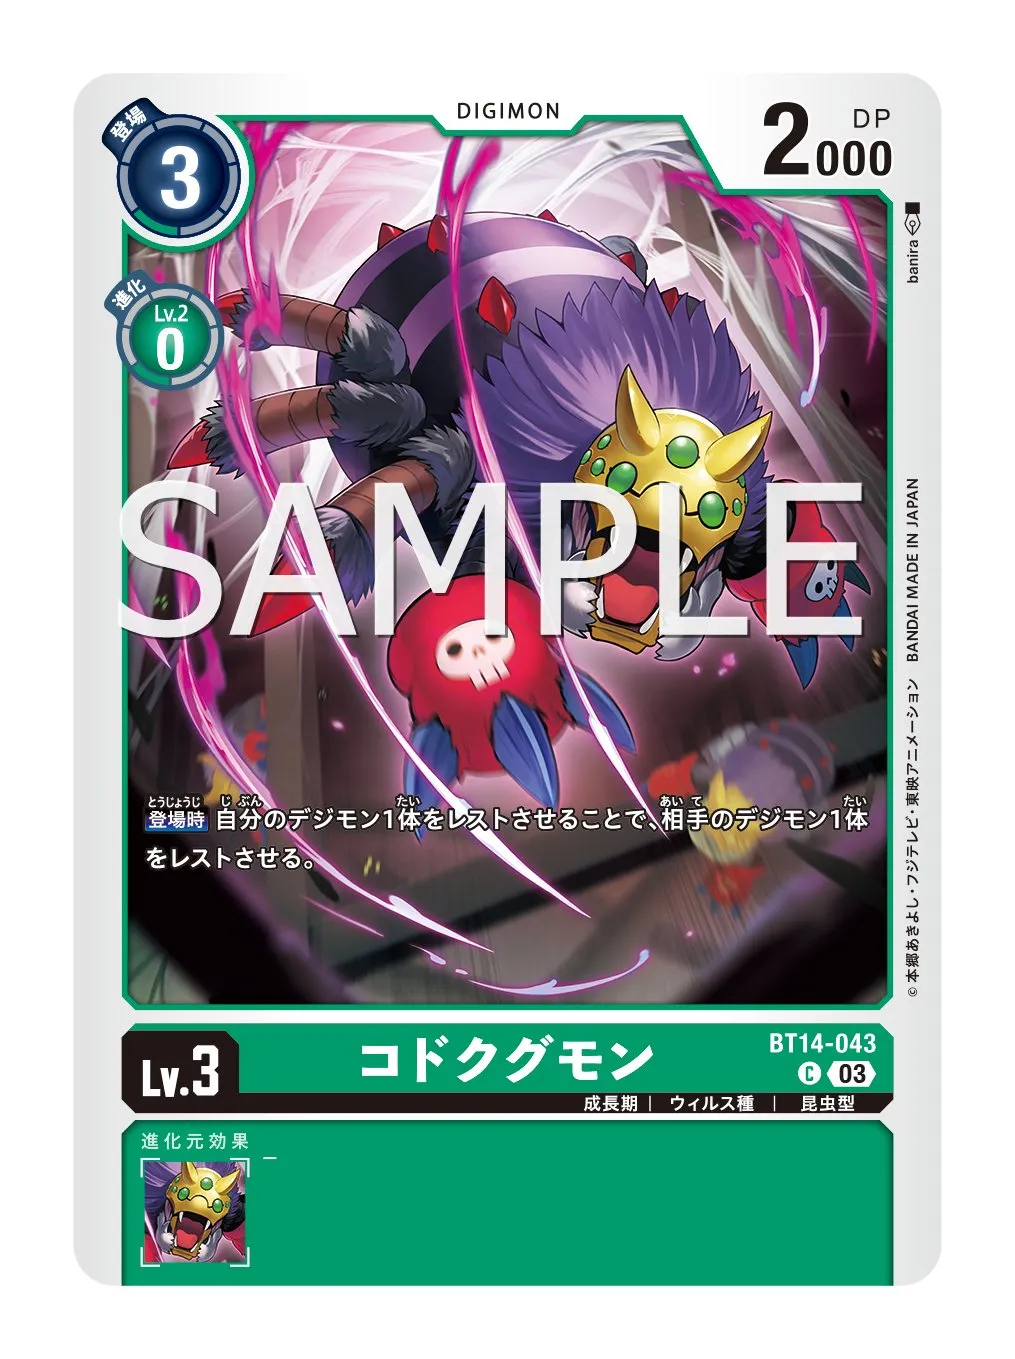 DIGIMON
登場
3
2000
DP
進化
Lv.2
0
banira
SAMPLE
とうじょうじ じ ぶん たい あい て たい
登場時 自分のデジモン1体をレストさせることで、相手のデジモン1体
をレストさせる。
©本郷あきよし・フジテレビ・東映アニメーション BANDAI MADE IN JAPAN
Lv.3
コドクグモン
BT14-043
C 03
成長期 | ウィルス種 | 昆虫型
進化元効果
–